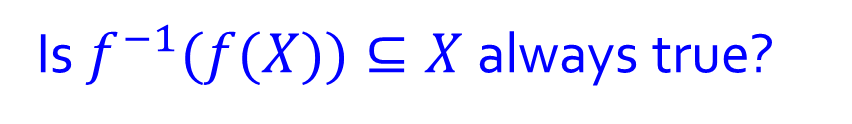 Is 𝑓⁻¹(𝑓(𝑋)) ⊆ 𝑋 always true?